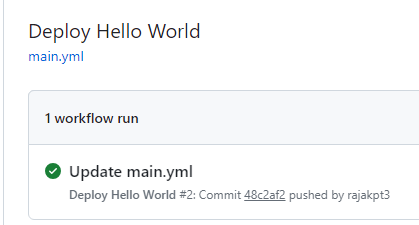 Deploy Hello World
main.yml
1 workflow run
Update main.yml
Deploy Hello World #2: Commit 48c2af2 pushed by rajakpt3